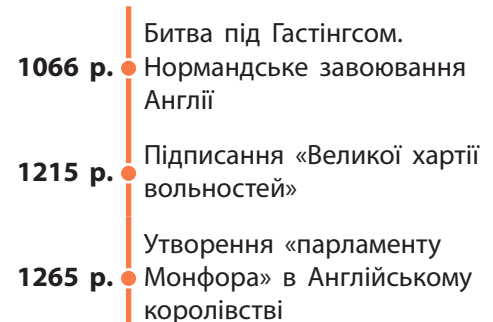 Битва під Гастінгсом.
1066 р. Нормандське завоювання
Англії
1215 р. Підписання «Великої хартії
вольностей»
Утворення «парламенту
1265 р. Монфора» в Англійському
королівстві